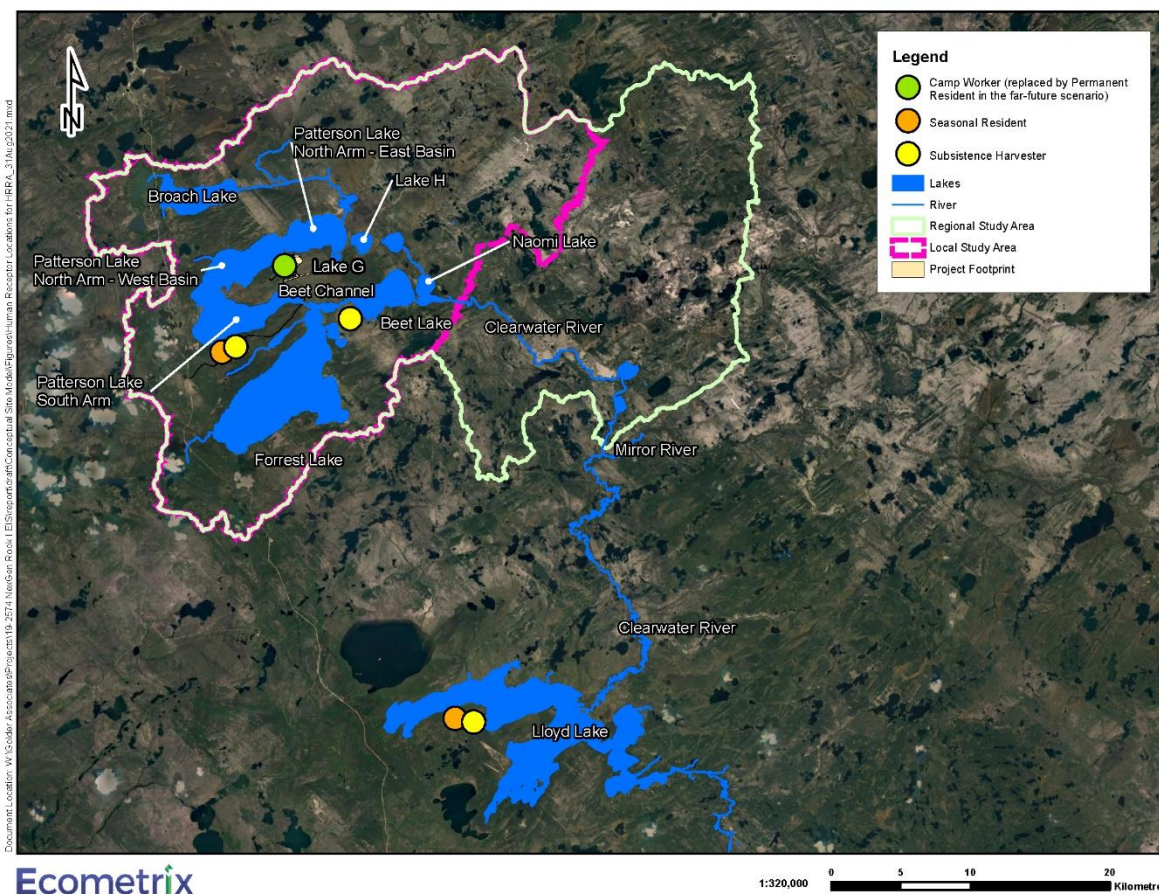 Legend
Camp Worker (replaced by Permanent
Resident in the far-future scenario)
Seasonal Resident
Subsistence Harvester
Lakes
River
Regional Study Area
Local Study Area
Project Footprint
N
Patterson Lake
North Arm - East Basin
Lake H
Broach Lake
Naomi Lake
Patterson Lake
North Arm - West Basin
Lake G
Beet Channel
Beet Lake
Clearwater River
Patterson Lake
South Arm
Forrest Lake
Mirror River
Clearwater River
Lloyd Lake
Ecometrix
1:320,000
0 5 10 20
Kilometre